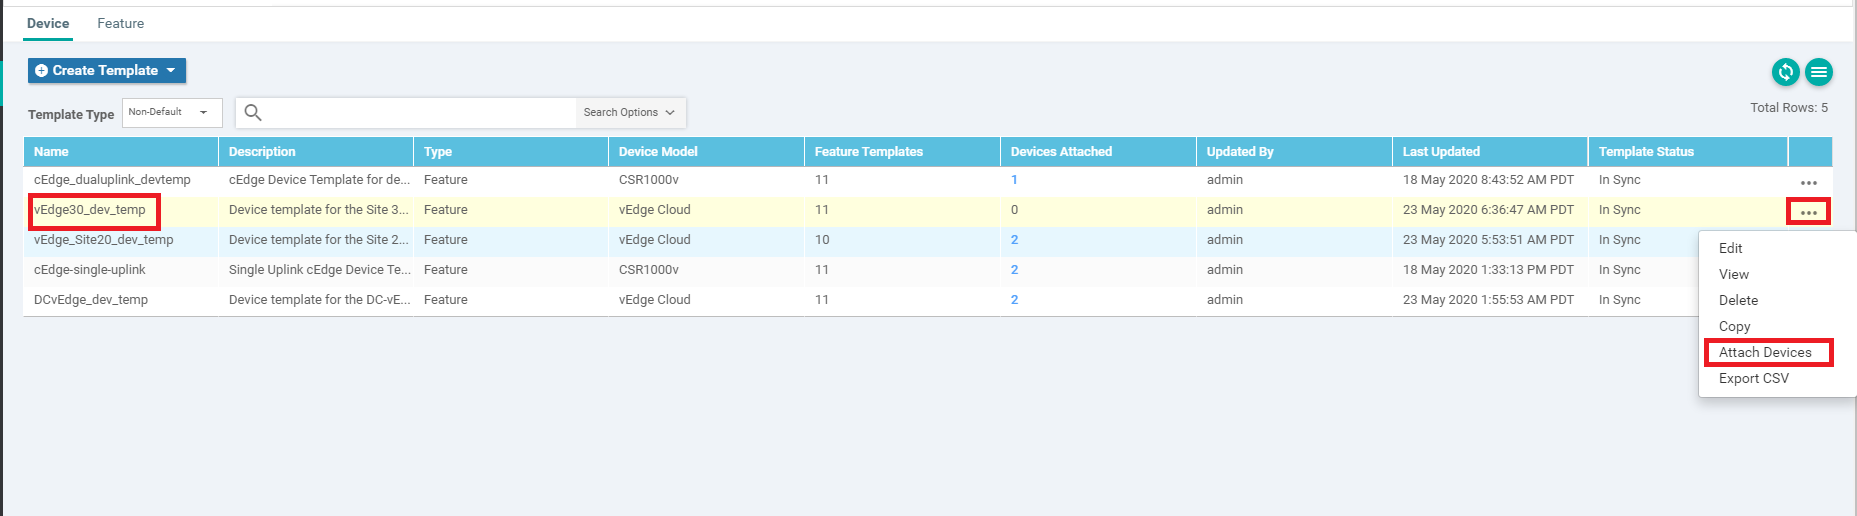 Device Feature
Create Template
Template Type Non-Default Search Options
Total Rows: 5
Name Description Type Device Model Feature Templates Devices Attached Updated By Last Updated Template Status
cEdge_dualuplink_devtemp cEdge Device Template for de... Feature CSR1000v 11 1 admin 18 May 2020 8:43:52 AM PDT In Sync
vEdge30_dev_temp Device template for the Site 3... Feature vEdge Cloud 11 0 admin 23 May 2020 6:36:47 AM PDT In Sync
vEdge_Site20_dev_temp Device template for the Site 2... Feature vEdge Cloud 10 2 admin 23 May 2020 5:53:51 AM PDT In Sync
cEdge-single-uplink Single Uplink cEdge Device Te... Feature CSR1000v 11 2 admin 18 May 2020 1:33:13 PM PDT In Sync
DCvEdge_dev_temp Device template for the DC-vE... Feature vEdge Cloud 11 2 admin 23 May 2020 1:55:53 AM PDT In Sync
Edit
View
Delete
Copy
Attach Devices
Export CSV